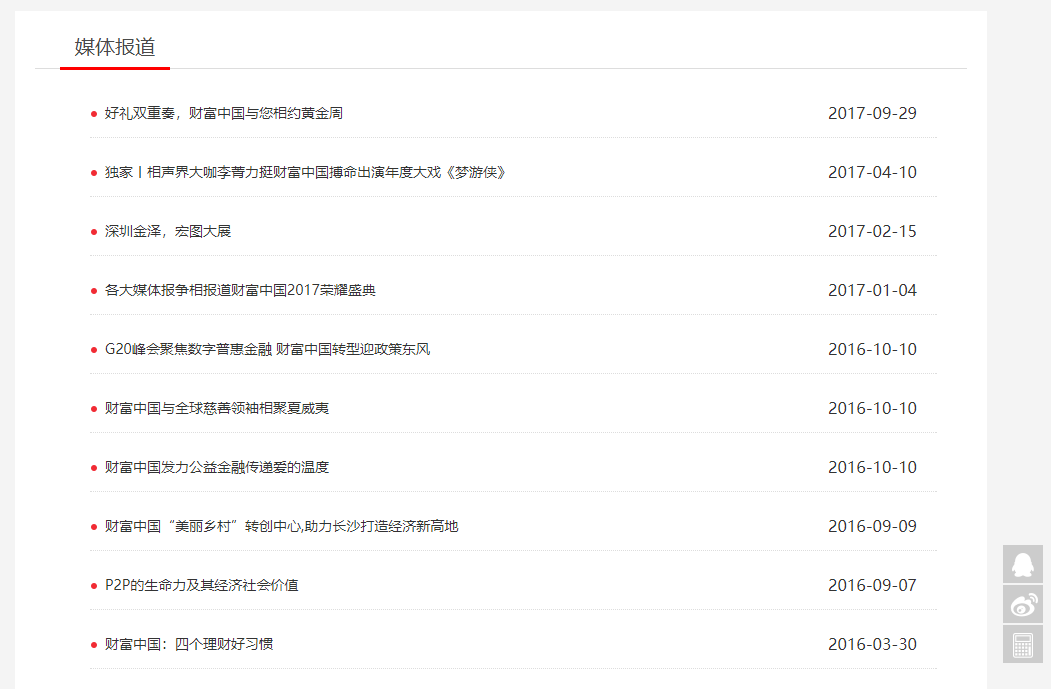 媒体报道
好礼双重奏，财富中国与您相约黄金周 2017-09-29
独家丨相声界大咖李菁力挺财富中国搏命出演年度大戏《梦游侠》 2017-04-10
深圳金泽，宏图大展 2017-02-15
各大媒体报争相报道财富中国2017荣耀盛典 2017-01-04
G20峰会聚焦数字普惠金融 财富中国转型迎政策东风 2016-10-10
财富中国与全球慈善领袖相聚夏威夷 2016-10-10
财富中国发力公益金融传递爱的温度 2016-10-10
财富中国“美丽乡村”转创中心,助力长沙打造经济新高地 2016-09-09
P2P的生命力及其经济社会价值 2016-09-07
财富中国：四个理财好习惯 2016-03-30